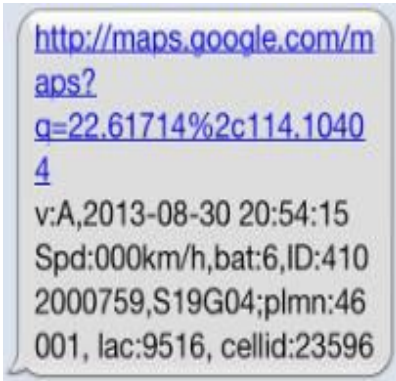 http://maps.google.com/m
aps?
q=22.61714%2c114.1040
4
v:A,2013-08-30 20:54:15
Spd:000km/h,bat:6,ID:410
2000759,S19G04;plmn:46
001, lac:9516, cellid:23596